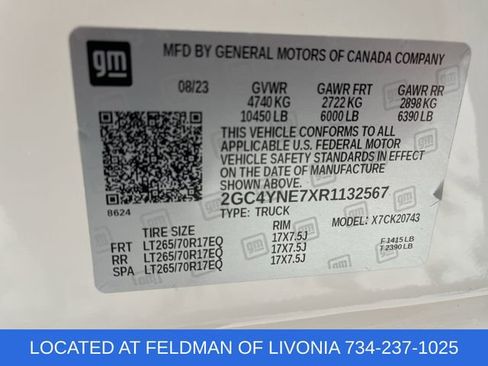 gm
MFD BY GENERAL MOTORS OF CANADA COMPANY
08/23 GVWR GAWR FRT GAWR RR
4740 KG 2722 KG 2898 KG
10450 LB 6000 LB 6390 LB
THIS VEHICLE CONFORMS TO ALL
APPLICABLE U.S. FEDERAL MOTOR
VEHICLE SAFETY STANDARDS IN EFFECT
ON THE DATE OF MANUFACTURE
SHOWN ABOVE.
2GC4YNE7XR1132567
8624 TYPE: TRUCK MODEL: X7CK20743
TIRE SIZE RIM
FRT LT265/70R17EQ 17X7.5J F 1415 LB
RR LT265/70R17EQ 17X7.5J T 2390 LB
SPA LT265/70R17EQ 17X7.5J
LOCATED AT FELDMAN OF LIVONIA 734-237-1025